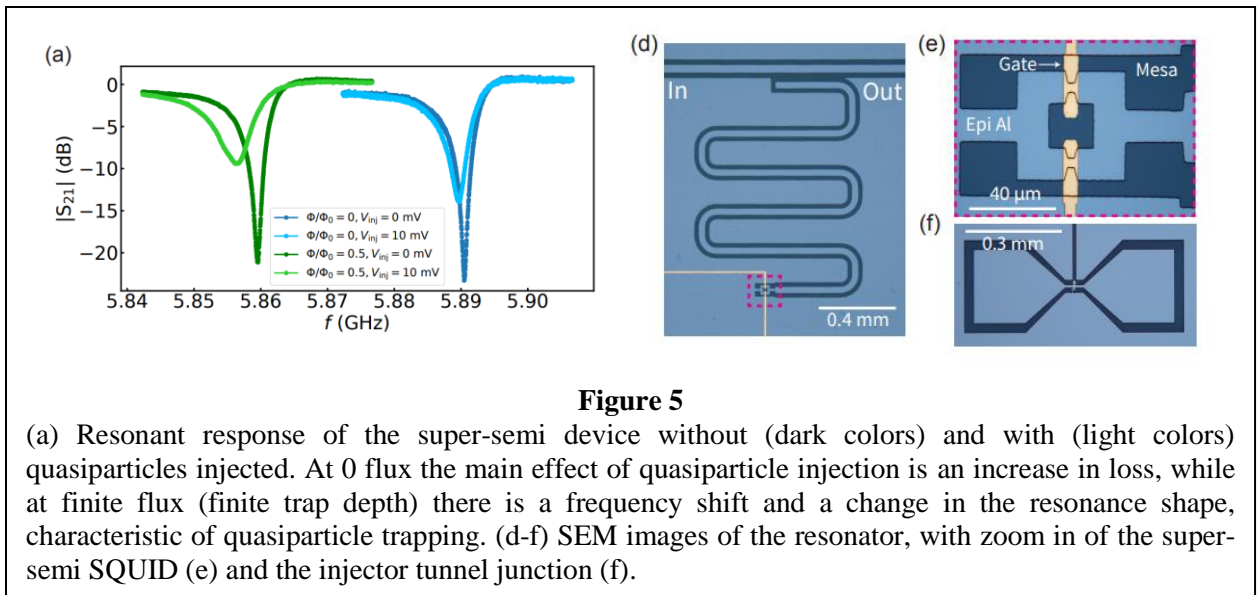 (a)
|S21| (dB)
0
−5
−10
−15
−20
5.84 5.85 5.86 5.87 5.88 5.89 5.90
f (GHz)
Φ/Φ0 = 0, Vinj = 0 mV
Φ/Φ0 = 0, Vinj = 10 mV
Φ/Φ0 = 0.5, Vinj = 0 mV
Φ/Φ0 = 0.5, Vinj = 10 mV
(d)
In
Out
0.4 mm
(e)
Gate→
Mesa
Epi Al
40 μm
(f)
0.3 mm
Figure 5
(a) Resonant response of the super-semi device without (dark colors) and with (light colors)
quasiparticles injected. At 0 flux the main effect of quasiparticle injection is an increase in loss, while
at finite flux (finite trap depth) there is a frequency shift and a change in the resonance shape,
characteristic of quasiparticle trapping. (d-f) SEM images of the resonator, with zoom in of the super-
semi SQUID (e) and the injector tunnel junction (f).